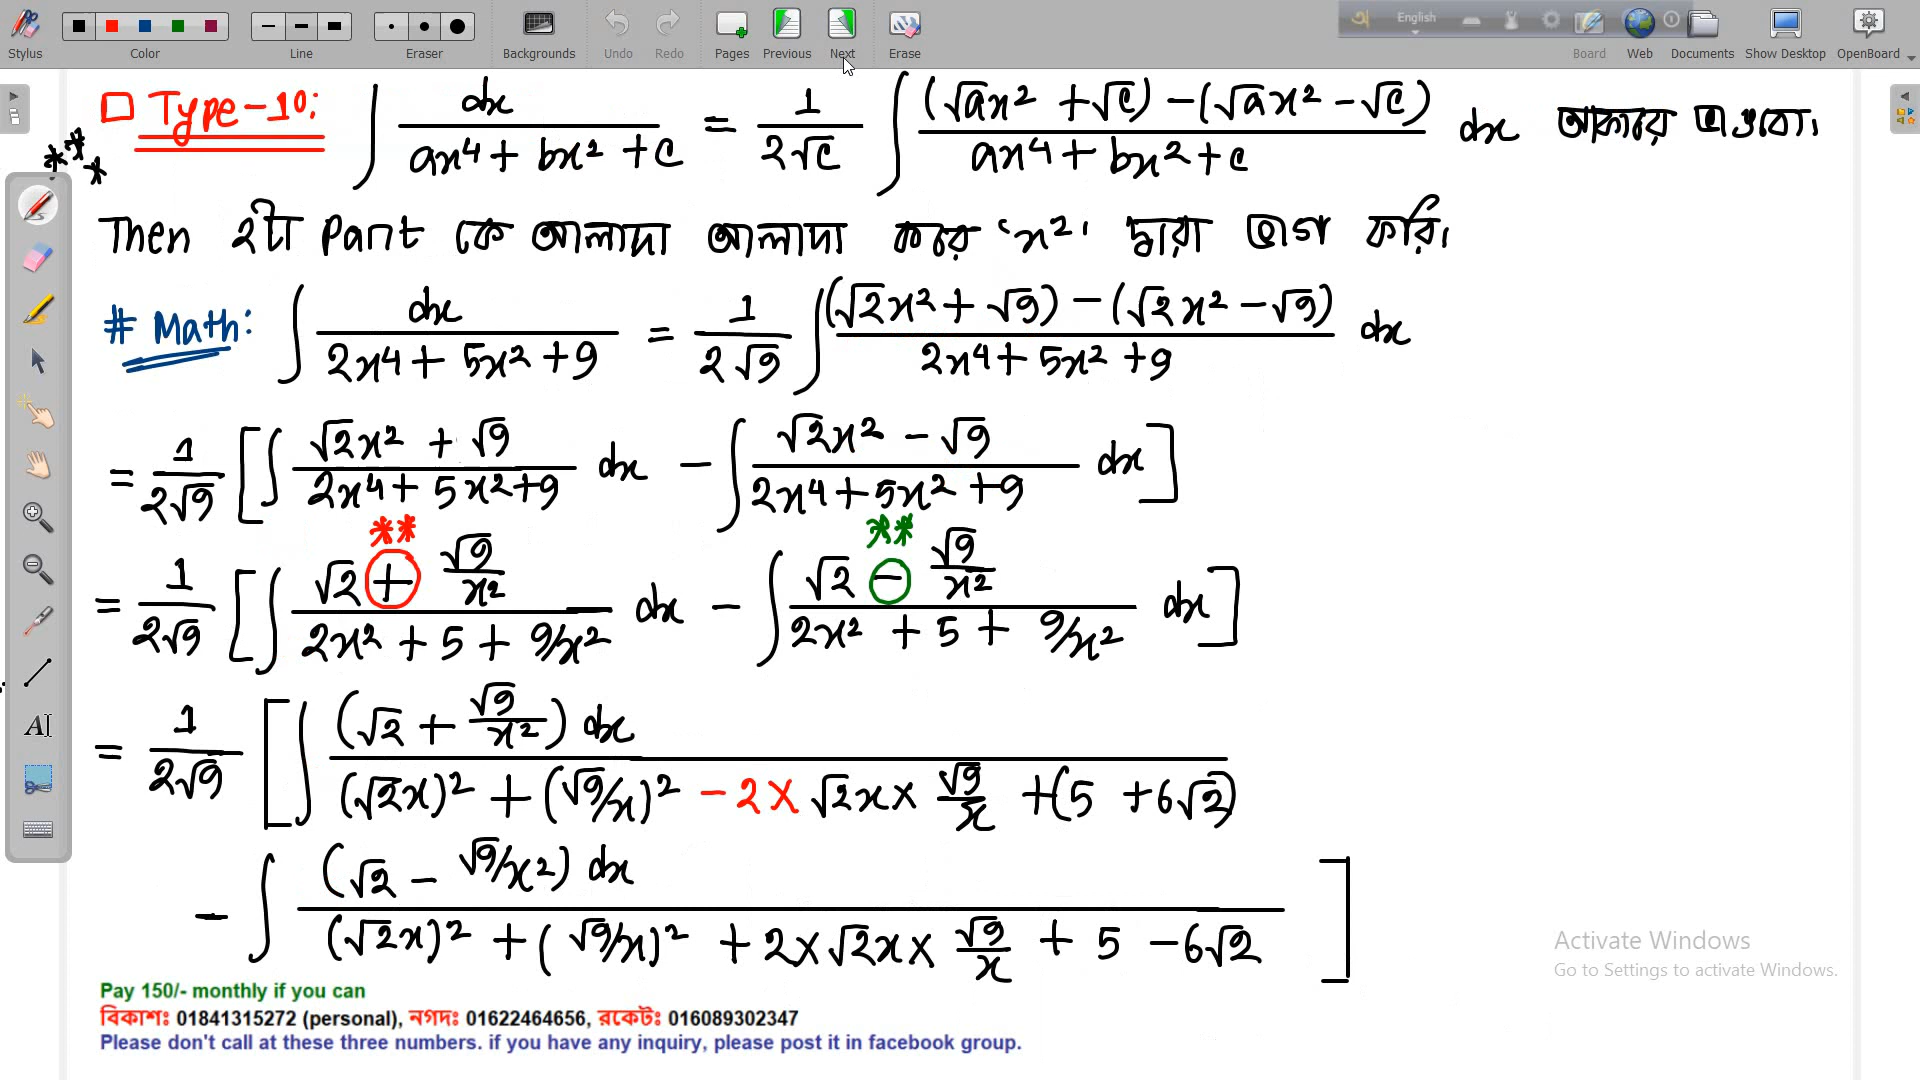 Stylus Color Line Eraser Backgrounds Undo Redo Pages Previous Next Erase English Board Web Documents Show Desktop OpenBoard
□ Type-10: ∫ dx/(ax⁴ + bx² + c) = 1/(2√c) ∫ ((√ax² + √c) - (√ax² - √c))/(ax⁴ + bx² + c) dx আকারে নেওবো।
Then ২টা Part কে আলাদা আলাদা করে 'x²' দ্বারা ভাগ করি।
# Math: ∫ dx/(2x⁴ + 5x² + 9) = 1/(2√9) ∫ ((√2x² + √9) - (√2x² - √9))/(2x⁴ + 5x² + 9) dx
= 1/(2√9) [∫ (√2x² + √9)/(2x⁴ + 5x² + 9) dx - ∫ (√2x² - √9)/(2x⁴ + 5x² + 9) dx]
= 1/(2√9) [∫ (√2 + √9/x²)/(2x² + 5 + 9/x²) dx - ∫ (√2 - √9/x²)/(2x² + 5 + 9/x²) dx]
= 1/(2√9) [∫ (√2 + √9/x²) dx/((√2x)² + (√9/x)² - 2 × √2x × √9/x + (5 + 6√2))
- ∫ (√2 - √9/x²) dx/((√2x)² + (√9/x)² + 2 × √2x × √9/x + 5 - 6√2) ]
Activate Windows
Go to Settings to activate Windows.
Pay 150/- monthly if you can
বিকাশঃ 01841315272 (personal), নগদঃ 01622464656, রকেটঃ 016089302347
Please don't call at these three numbers. if you have any inquiry, please post it in facebook group.